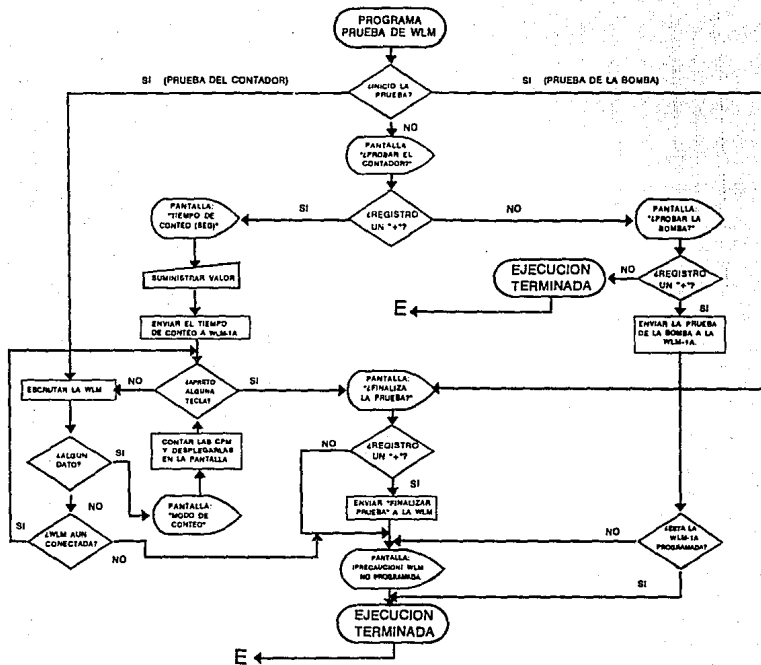 PROGRAMA
PRUEBA DE WLM
SI (PRUEBA DEL CONTADOR)
¿INICIO LA
PRUEBA?
SI (PRUEBA DE LA BOMBA)
NO
PANTALLA
"¿PROBAR EL
CONTADOR?"
PANTALLA:
"TIEMPO DE
CONTEO (SEG)"
SI
¿REGISTRO
UN "+"?
NO
PANTALLA:
"¿PROBAR LA
BOMBA?"
SUMINISTRAR VALOR
EJECUCION
TERMINADA
NO
¿REGISTRO
UN "+"?
E
SI
ENVIAR EL TIEMPO
DE CONTEO A WLM-1A
ENVIAR LA PRUEBA
DE LA BOMBA A LA
WLM-1A.
ESCRUTAR LA WLM
NO
¿APRETO
ALGUNA
TECLA?
SI
PANTALLA:
"¿FINALIZA
LA PRUEBA?"
¿ALGUN
DATO?
SI
CONTAR LAS CPM
Y DESPLEGARLAS
EN LA PANTALLA
NO
¿REGISTRO
UN "+"?
SI
NO
PANTALLA:
"MODO DE
CONTEO"
ENVIAR "FINALIZAR
PRUEBA" A LA WLM
SI
¿WLM AUN
CONECTADA?
NO
NO
¿ESTA LA
WLM-1A
PROGRAMADA?
PANTALLA:
¡PRECAUCION! WLM
NO PROGRAMADA
SI
EJECUCION
TERMINADA
E